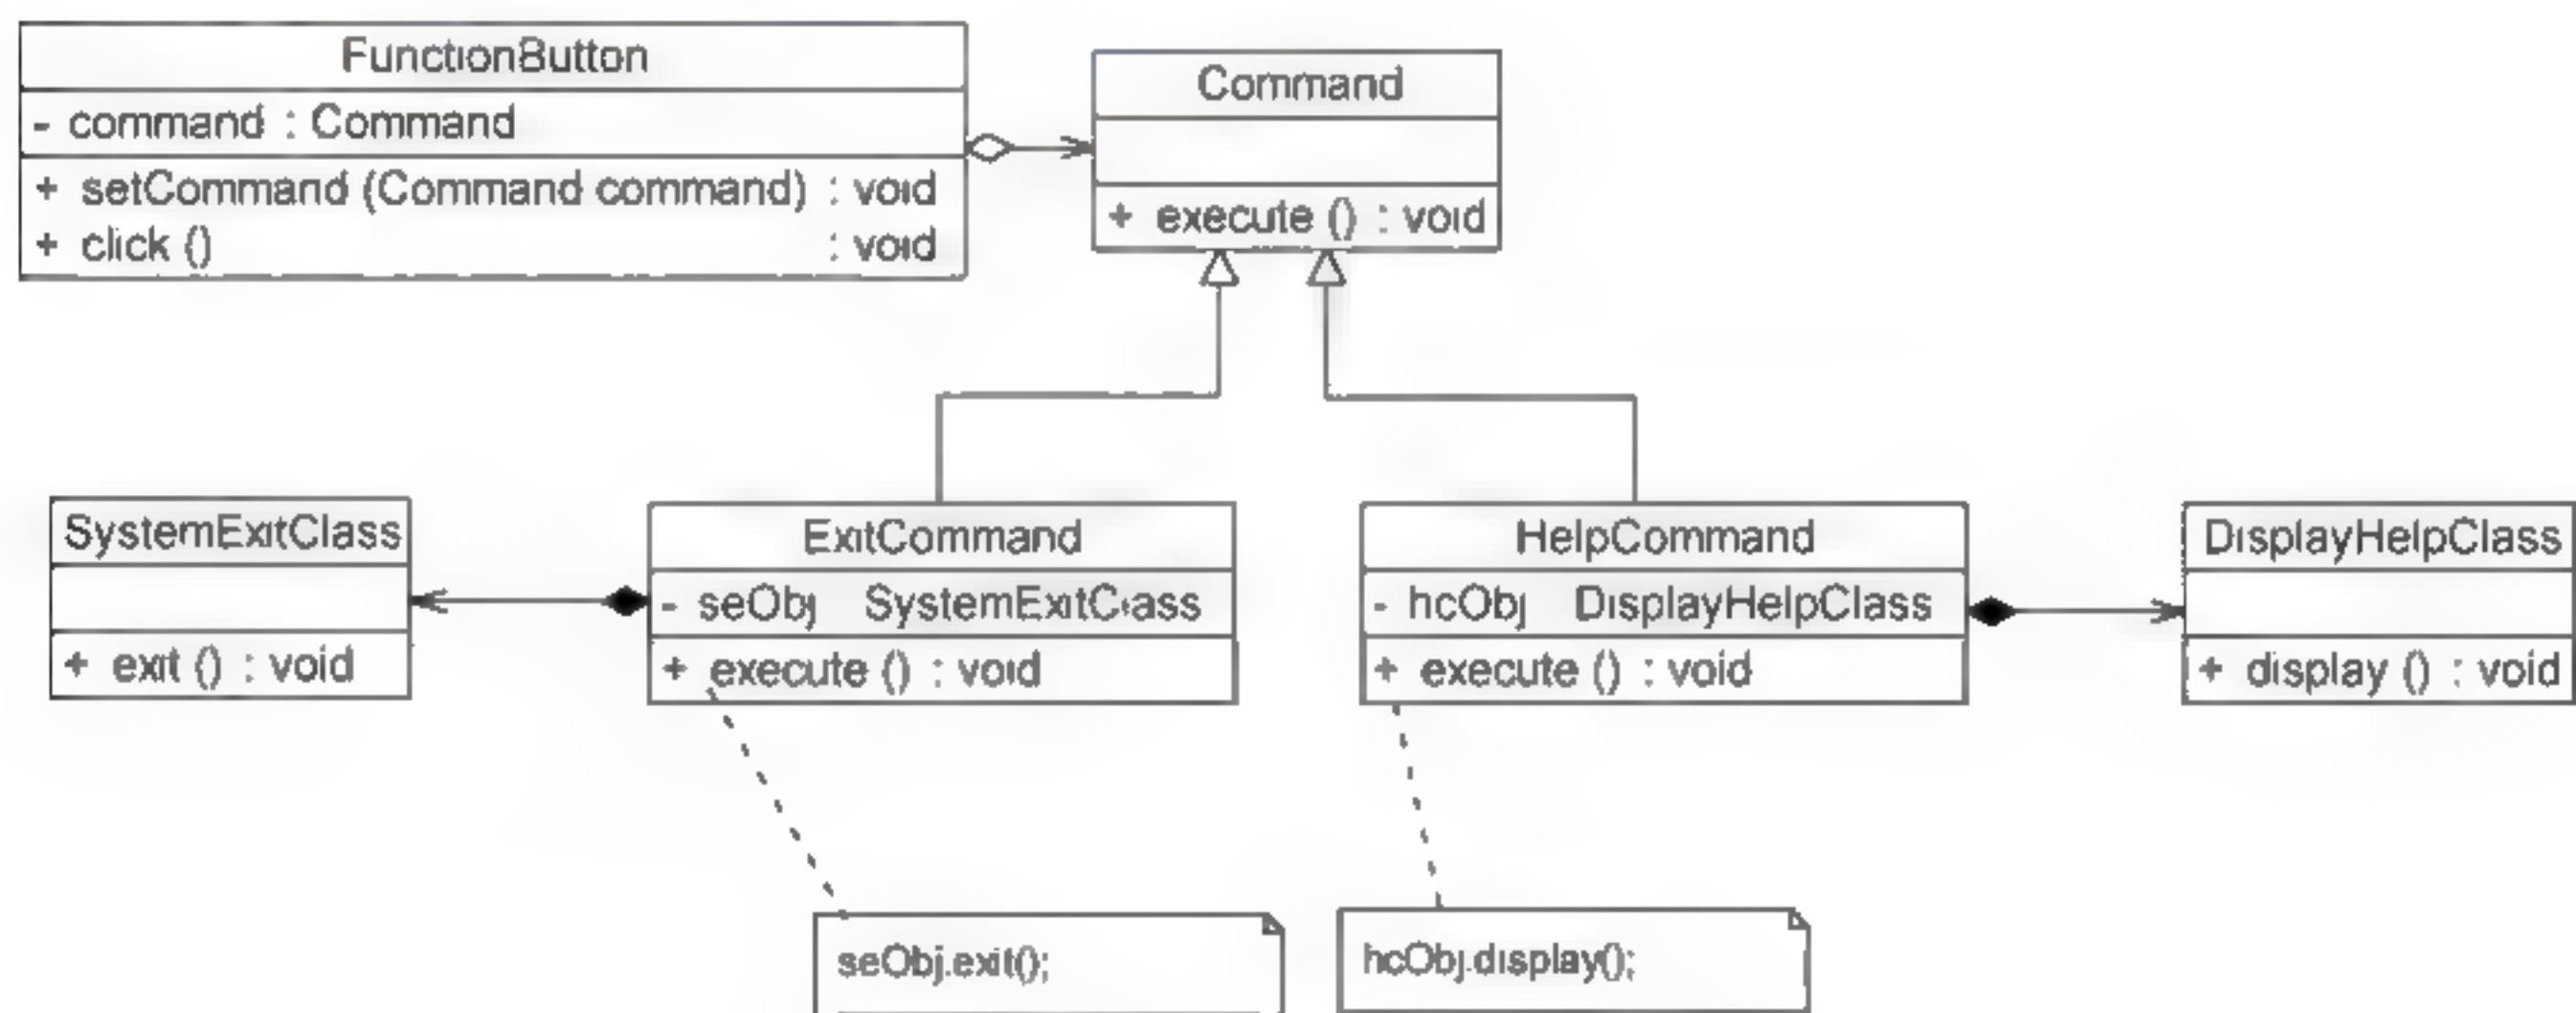 FunctionButton
- command : Command
+ setCommand (Command command) : void
+ click () : void
Command
+ execute () : void
SystemExitClass
+ exit () : void
ExitCommand
- seObj SystemExitClass
+ execute () : void
HelpCommand
- hcObj DisplayHelpClass
+ execute () : void
DisplayHelpClass
+ display () : void
seObj.exit();
hcObj.display();